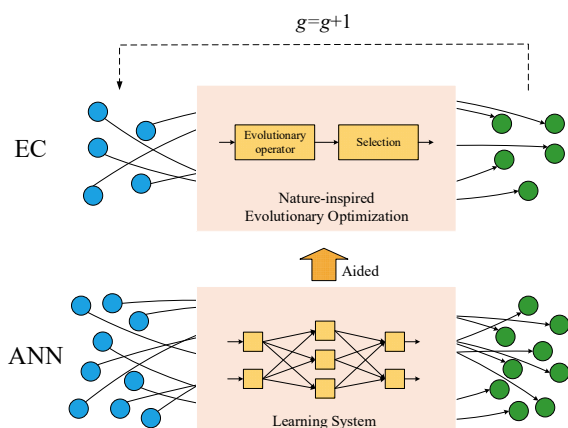 g=g+1
EC
Evolutionary
operator
Selection
Nature-inspired
Evolutionary Optimization
Aided
ANN
Learning System